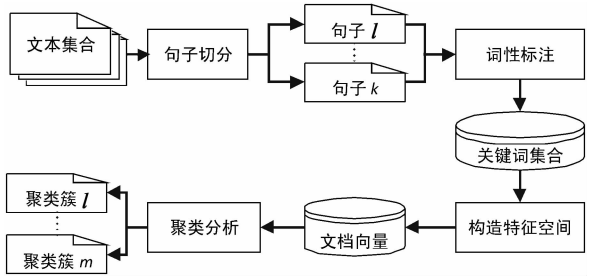 文本集合
句子切分
句子 l
⋮
句子 k
词性标注
关键词集合
构造特征空间
文档向量
聚类分析
聚类簇 l
⋮
聚类簇 m